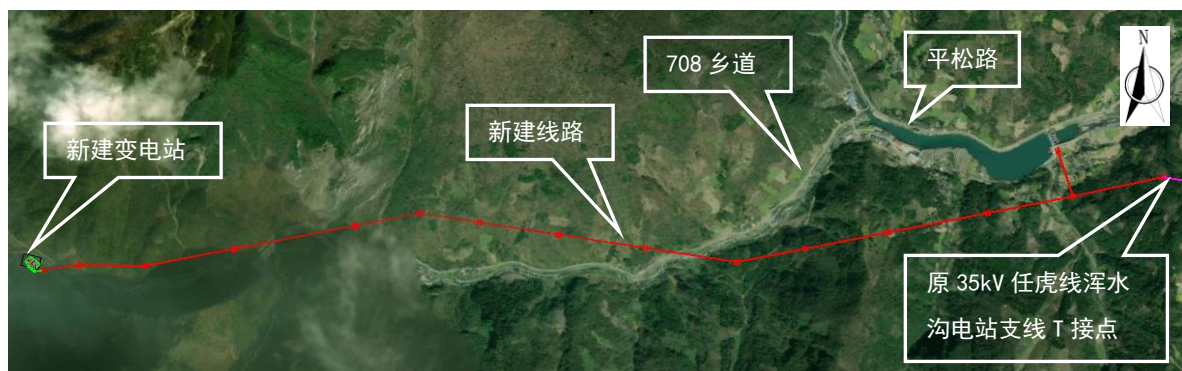 N
708 乡道
平松路
新建线路
新建变电站
原 35kV 任虎线浑水
沟电站支线 T 接点